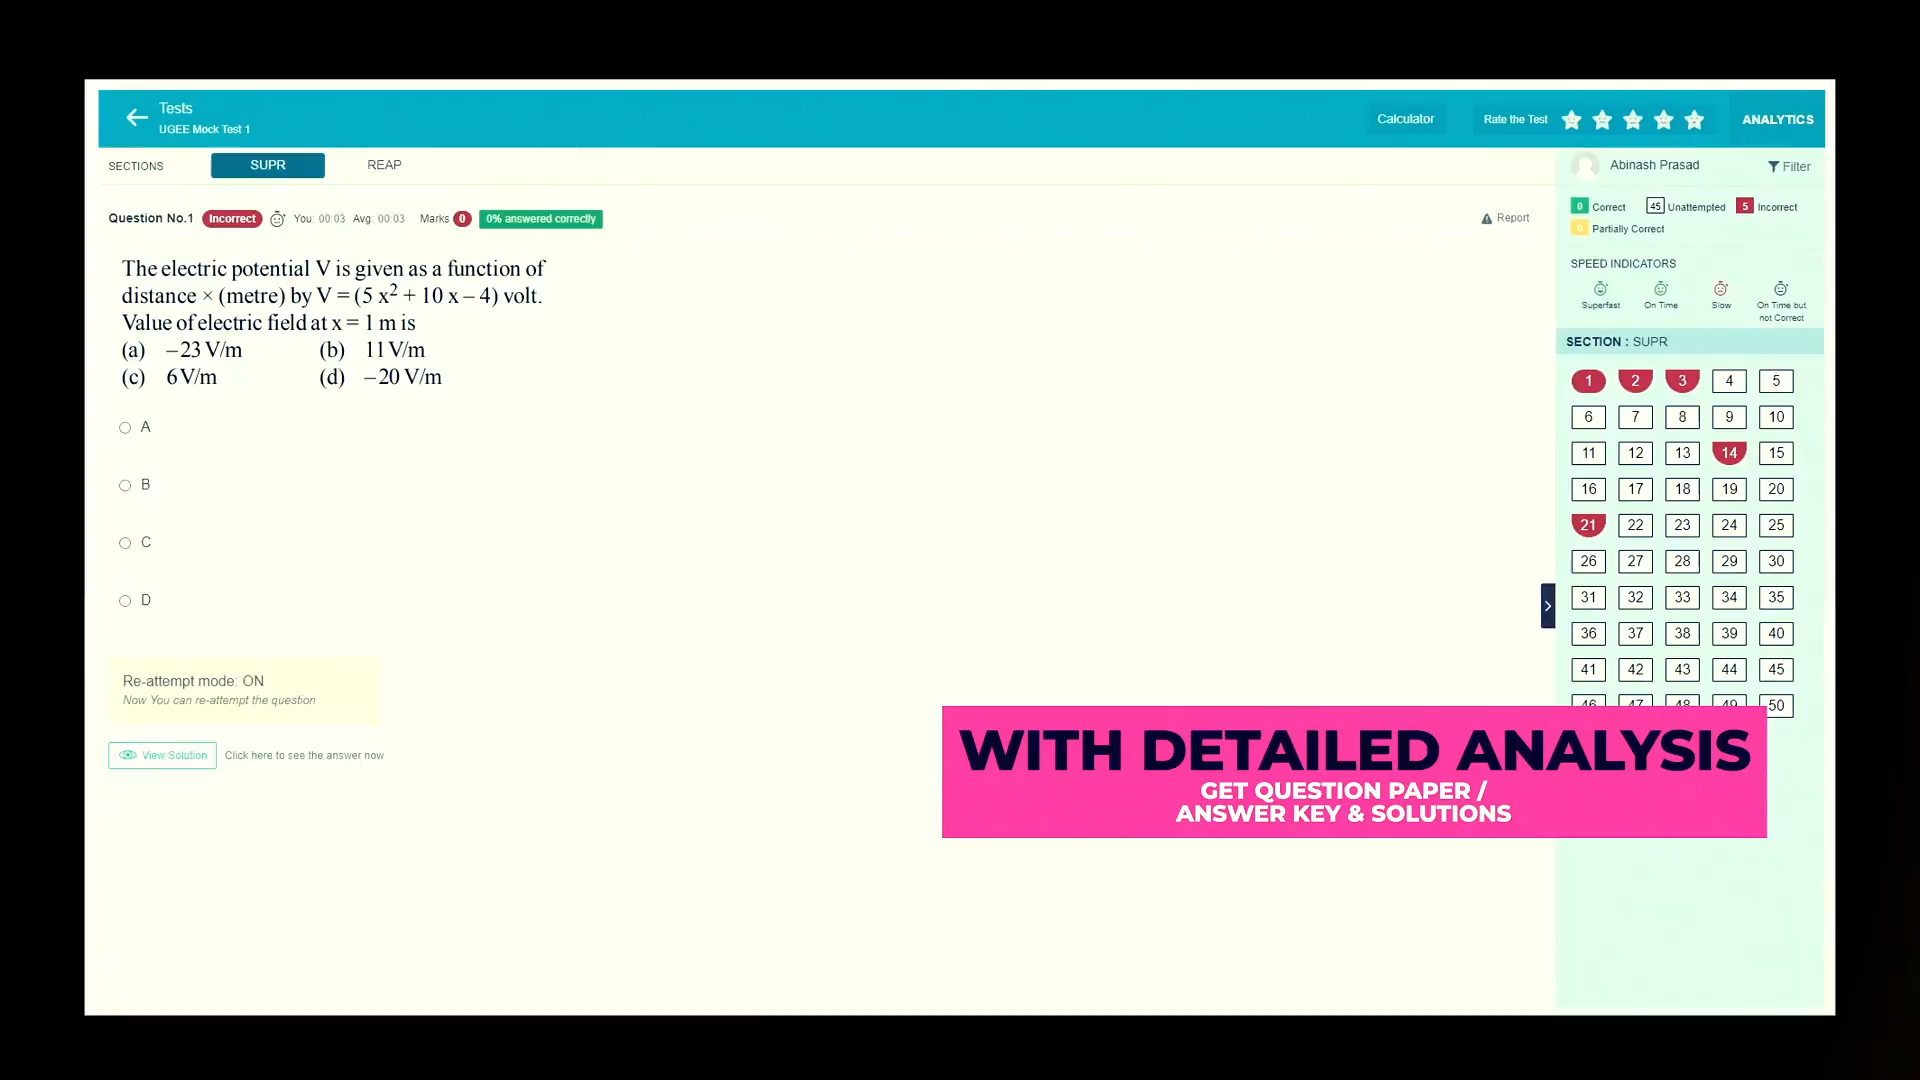 Tests
UGEE Mock Test 1
Calculator
Rate the Test
ANALYTICS
SECTIONS
SUPR
REAP
Abinash Prasad
Filter
Question No.1 Incorrect You: 00:03 Avg: 00:03 Marks 0 0% answered correctly
Report
0 Correct 45 Unattempted 5 Incorrect
0 Partially Correct
SPEED INDICATORS
Superfast On Time Slow On Time but
not Correct
The electric potential V is given as a function of
distance × (metre) by V = (5 x² + 10 x – 4) volt.
Value of electric field at x = 1 m is
(a) –23 V/m (b) 11 V/m
(c) 6 V/m (d) –20 V/m
A
B
C
D
Re-attempt mode: ON
Now You can re-attempt the question
View Solution Click here to see the answer now
SECTION : SUPR
1 2 3 4 5
6 7 8 9 10
11 12 13 14 15
16 17 18 19 20
21 22 23 24 25
26 27 28 29 30
31 32 33 34 35
36 37 38 39 40
41 42 43 44 45
46 47 48 49 50
WITH DETAILED ANALYSIS
GET QUESTION PAPER /
ANSWER KEY & SOLUTIONS